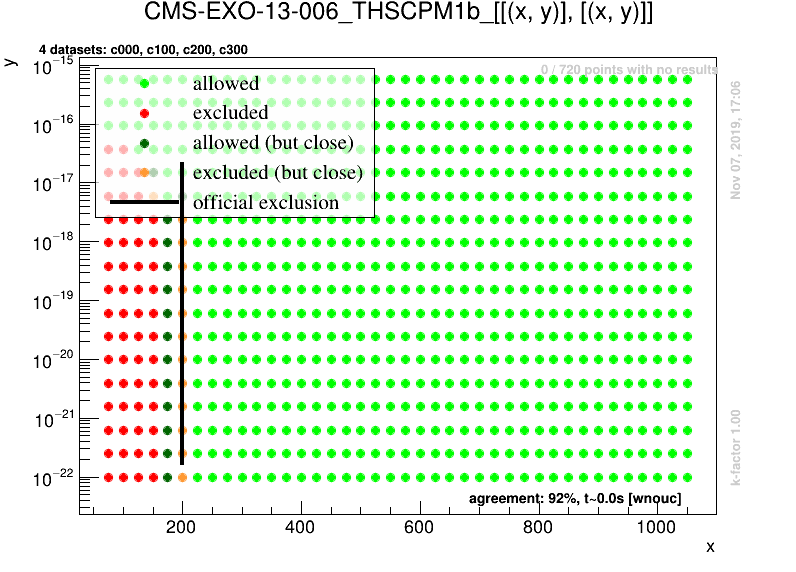 CMS-EXO-13-006_THSCPM1b_[[(x, y)], [(x, y)]]
y
4 datasets: c000, c100, c200, c300
0 / 720 points with no results
allowed
excluded
allowed (but close)
excluded (but close)
official exclusion
10−15
10−16
10−17
10−18
10−19
10−20
10−21
10−22
Nov 07, 2019, 17:06
k-factor 1.00
agreement: 92%, t~0.0s [wnouc]
200 400 600 800 1000
x